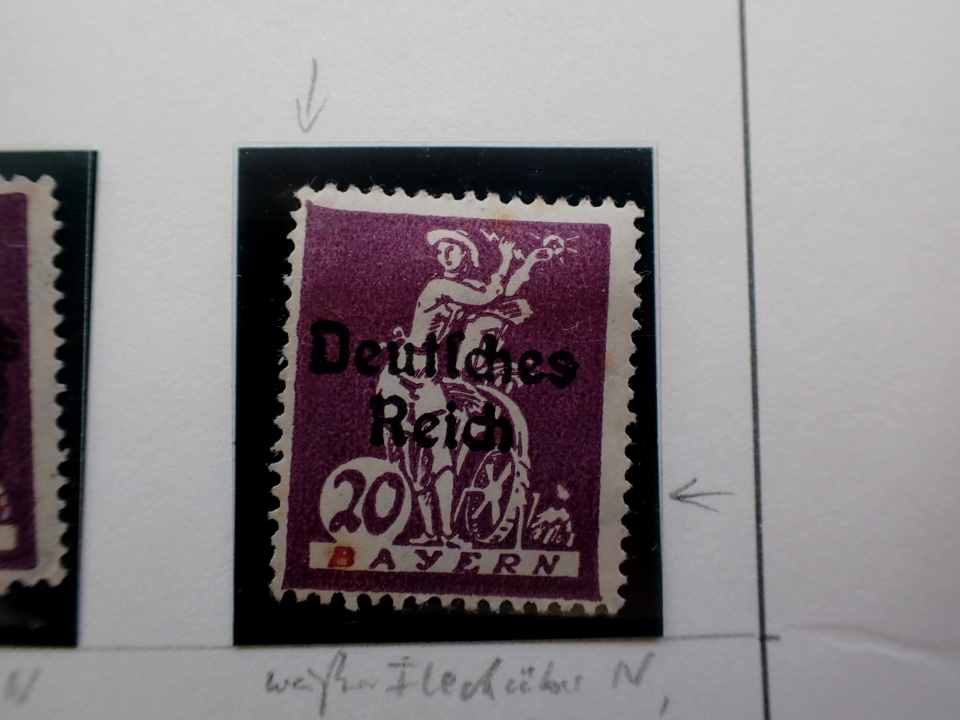 Deutsches
Reich
20
BAYERN
weißer Fleck über N,
N